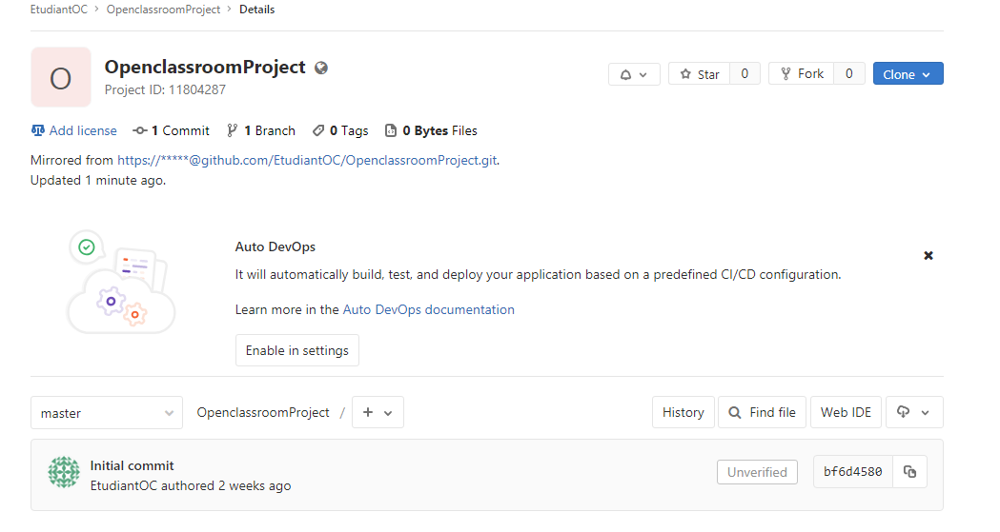 EtudiantOC > OpenclassroomProject > Details
O
OpenclassroomProject
Project ID: 11804287
Star 0 Fork 0 Clone
Add license 1 Commit 1 Branch 0 Tags 0 Bytes Files
Mirrored from https://*****@github.com/EtudiantOC/OpenclassroomProject.git.
Updated 1 minute ago.
Auto DevOps
It will automatically build, test, and deploy your application based on a predefined CI/CD configuration.
Learn more in the Auto DevOps documentation
Enable in settings
master OpenclassroomProject / + History Find file Web IDE
Initial commit
EtudiantOC authored 2 weeks ago
Unverified bf6d4580